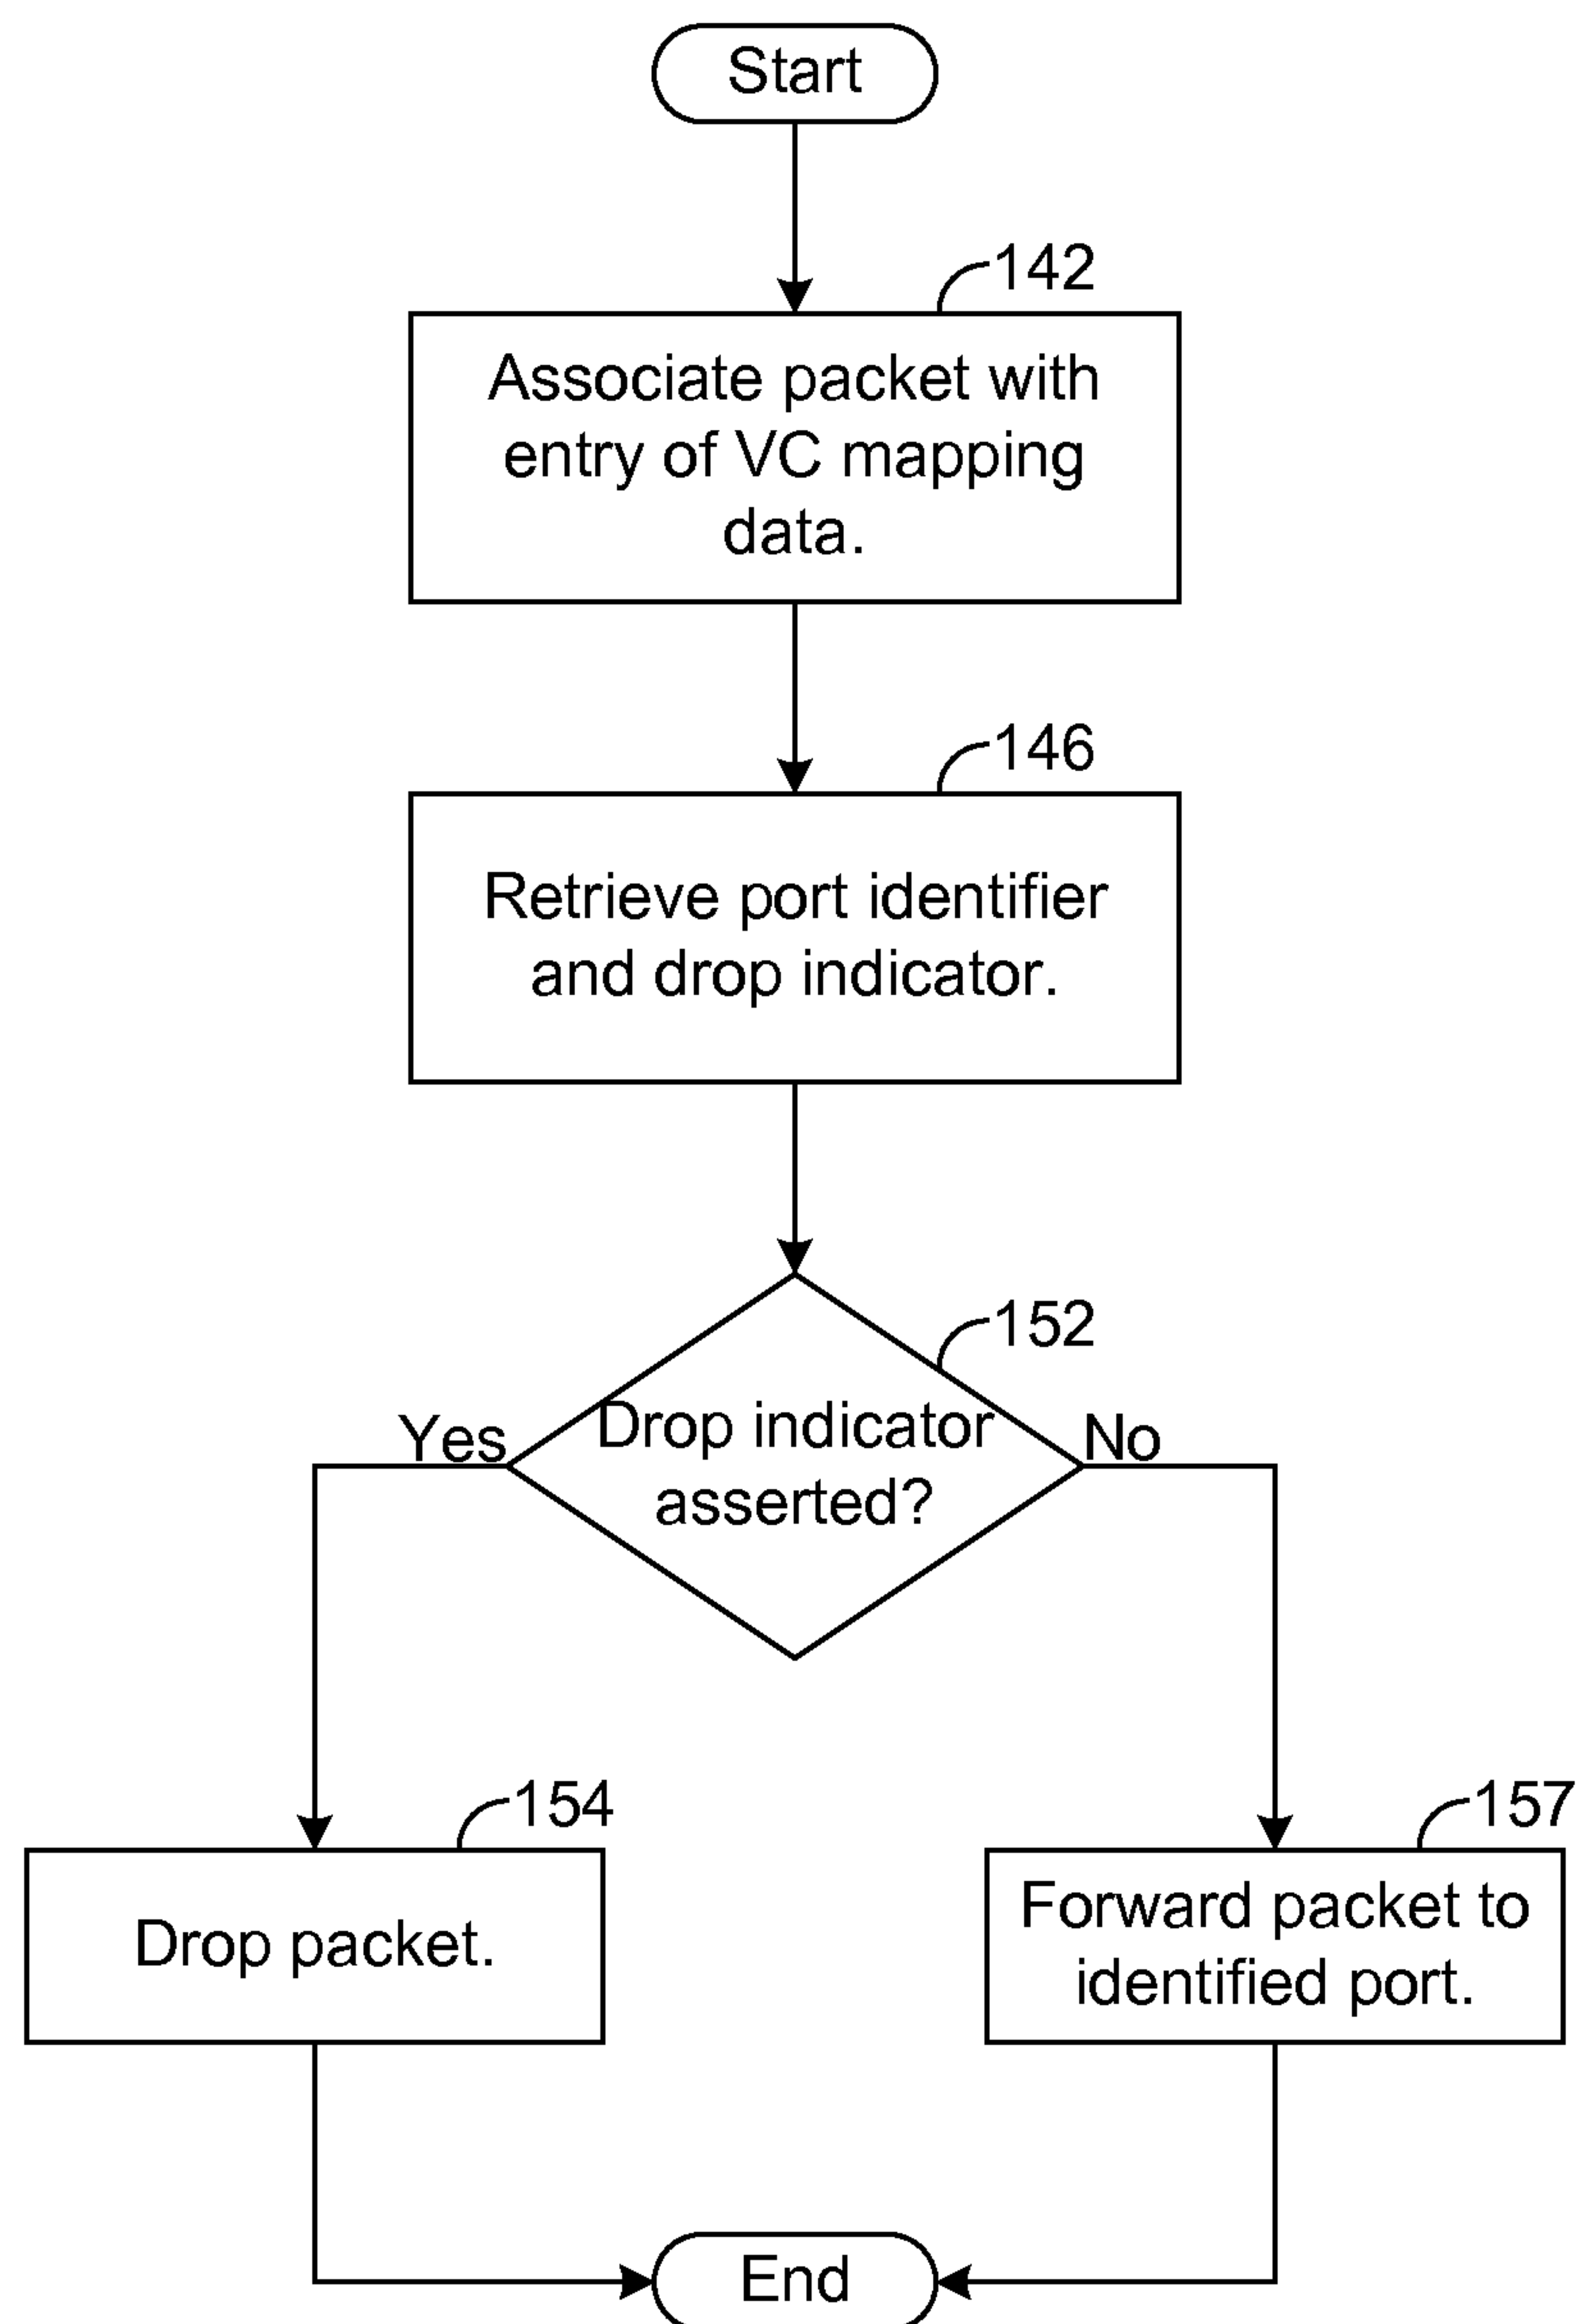 Start
142
Associate packet with
entry of VC mapping
data.
146
Retrieve port identifier
and drop indicator.
152
Yes
Drop indicator
asserted?
No
154
Drop packet.
157
Forward packet to
identified port.
End